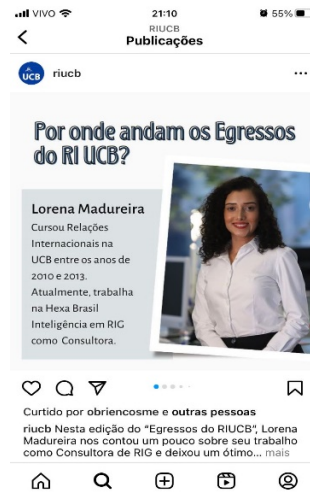 VIVO 21:10 55%
RIUCB
Publicações
UCB riucb
Por onde andam os Egressos
do RI UCB?
Lorena Madureira
Cursou Relações
Internacionais na
UCB entre os anos de
2010 e 2013.
Atualmente, trabalha
na Hexa Brasil
Inteligência em RIG
como Consultora.
Curtido por obriencosme e outras pessoas
riucb Nesta edição do “Egressos do RIUCB”, Lorena
Madureira nos contou um pouco sobre seu trabalho
como Consultora de RIG e deixou um ótimo... mais